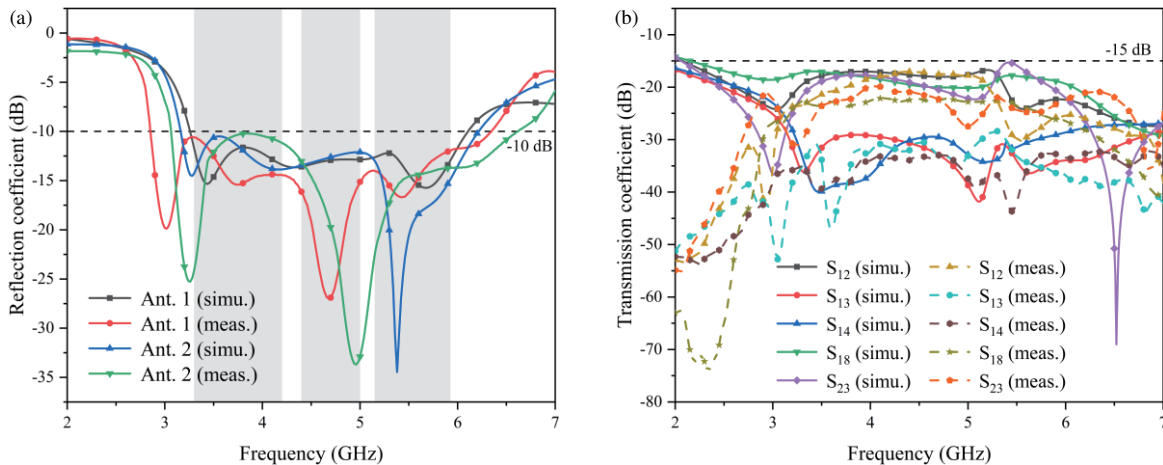 (a)
Reflection coefficient (dB)
0
-5
-10
-15
-20
-25
-30
-35
-10 dB
Ant. 1 (simu.)
Ant. 1 (meas.)
Ant. 2 (simu.)
Ant. 2 (meas.)
2 3 4 5 6 7
Frequency (GHz)
(b)
Transmission coefficient (dB)
-10
-20
-30
-40
-50
-60
-70
-80
-15 dB
S12 (simu.) S12 (meas.)
S13 (simu.) S13 (meas.)
S14 (simu.) S14 (meas.)
S18 (simu.) S18 (meas.)
S23 (simu.) S23 (meas.)
2 3 4 5 6 7
Frequency (GHz)